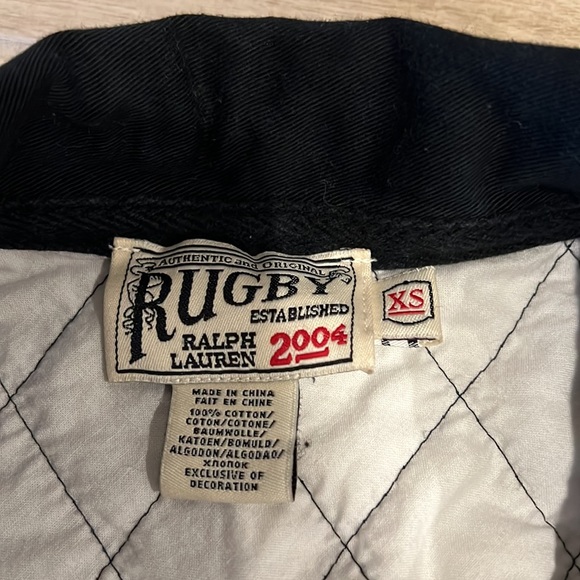 AUTHENTIC and ORIGINAL
RUGBY
ESTABLISHED
RALPH
LAUREN
2004
XS
MADE IN CHINA
FAIT EN CHINE
100% COTTON/
COTON/COTONE/
BAUMWOLLE/
KATOEN/BOMULD/
ALGODON/ALGODAO/
хлопок
EXCLUSIVE OF
DECORATION